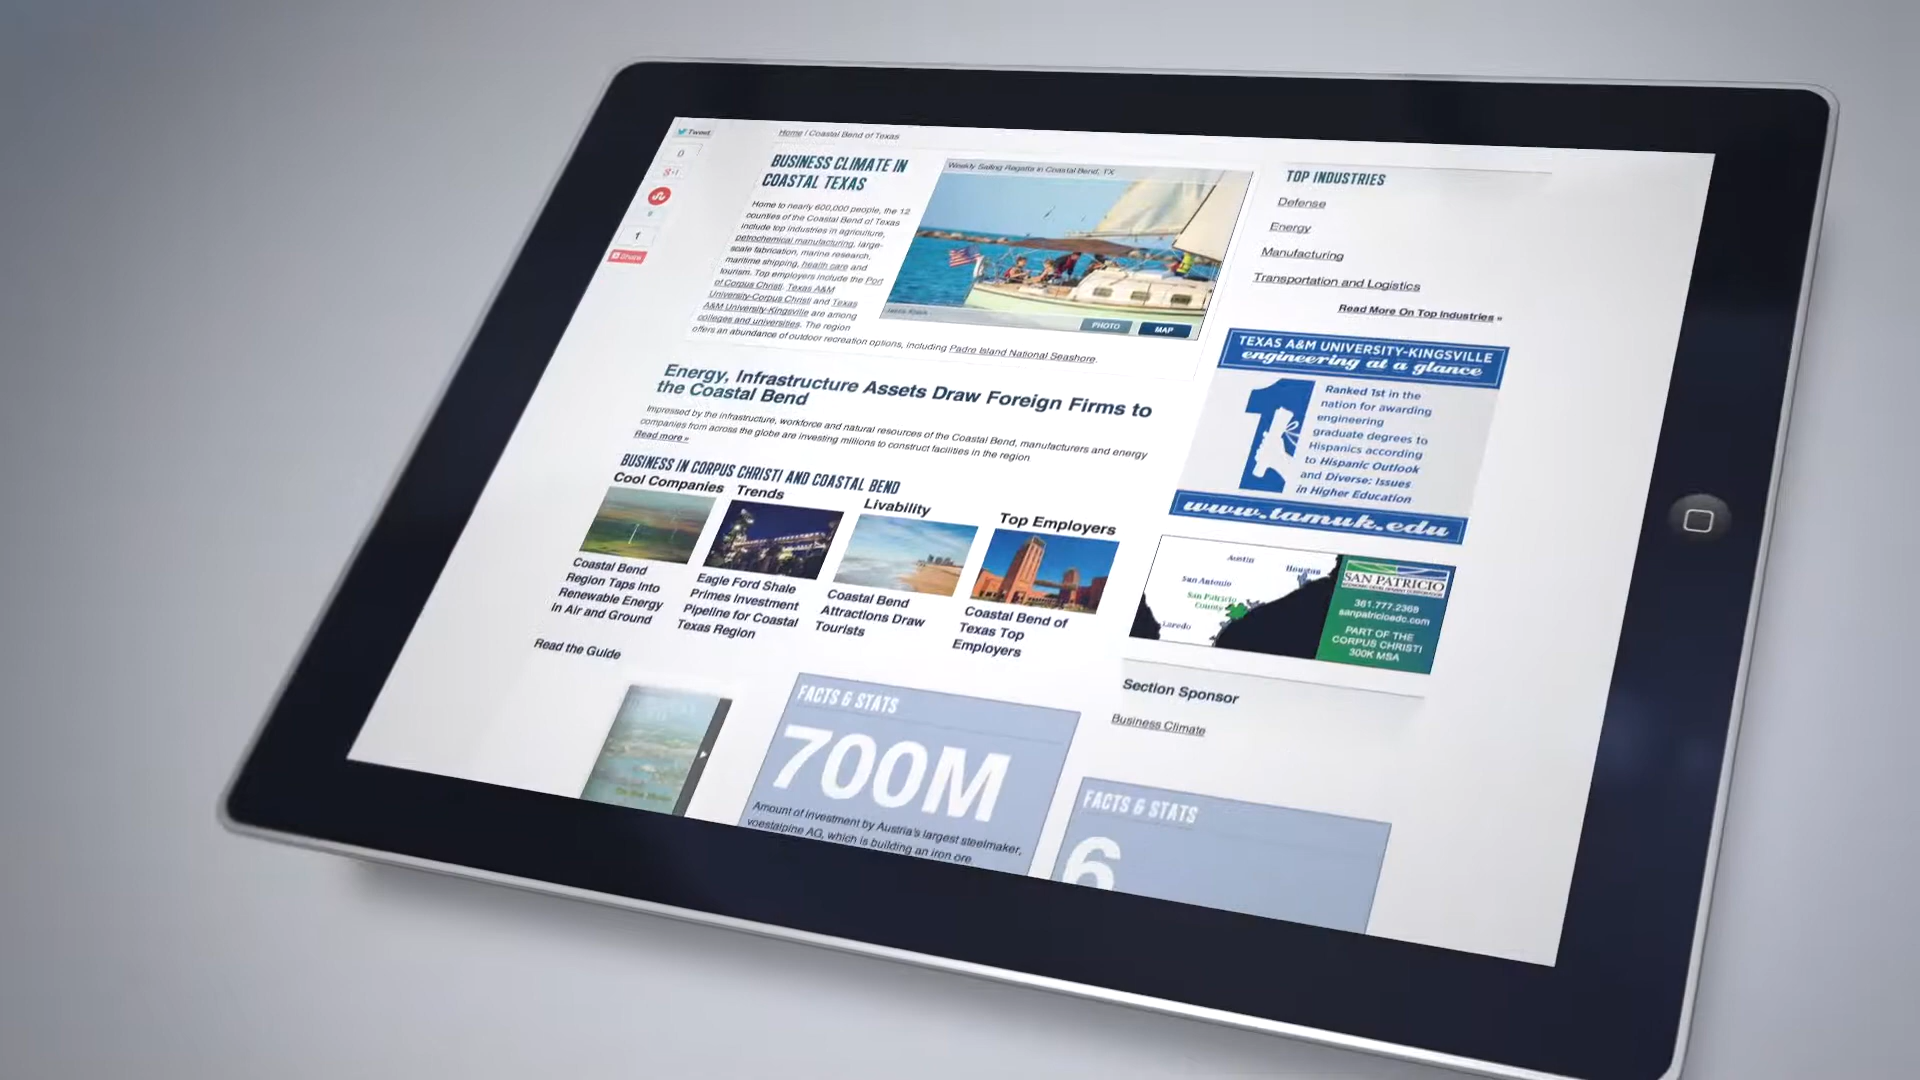 Tweet
0
g+1
Share
Home / Coastal Bend of Texas
BUSINESS CLIMATE IN
COASTAL TEXAS
Home to nearly 600,000 people, the 12
counties of the Coastal Bend of Texas
include top industries in agriculture,
petrochemical manufacturing, large-
scale fabrication, marine research,
maritime shipping, health care and
tourism. Top employers include the Port
of Corpus Christi. Texas A&M
University-Corpus Christi and Texas
A&M University-Kingsville are among
colleges and universities. The region
offers an abundance of outdoor recreation options, including Padre Island National Seashore.
Weekly Sailing Regatta in Coastal Bend, TX
PHOTO
MAP
Energy, Infrastructure Assets Draw Foreign Firms to
the Coastal Bend
Impressed by the infrastructure, workforce and natural resources of the Coastal Bend, manufacturers and energy
companies from across the globe are investing millions to construct facilities in the region.
Read more »
BUSINESS IN CORPUS CHRISTI AND COASTAL BEND
Cool Companies
Coastal Bend
Region Taps Into
Renewable Energy
In Air and Ground
Trends
Eagle Ford Shale
Primes Investment
Pipeline for Coastal
Texas Region
Livability
Coastal Bend
Attractions Draw
Tourists
Top Employers
Coastal Bend of
Texas Top
Employers
Read the Guide
FACTS & STATS
700M
Amount of investment by Austria's largest steelmaker,
voestalpine AG, which is building an iron ore
TOP INDUSTRIES
Defense
Energy
Manufacturing
Transportation and Logistics
Read More On Top Industries »
TEXAS A&M UNIVERSITY-KINGSVILLE
engineering at a glance
1
Ranked 1st in the
nation for awarding
engineering
graduate degrees to
Hispanics according
to Hispanic Outlook
and Diverse: Issues
in Higher Education
www.tamuk.edu
Austin
Houston
San Antonio
San Patricio
County
Laredo
SAN PATRICIO
361.777.2368
sanpatricioedc.com
PART OF THE
CORPUS CHRISTI
300K MSA
Section Sponsor
Business Climate
FACTS & STATS
6